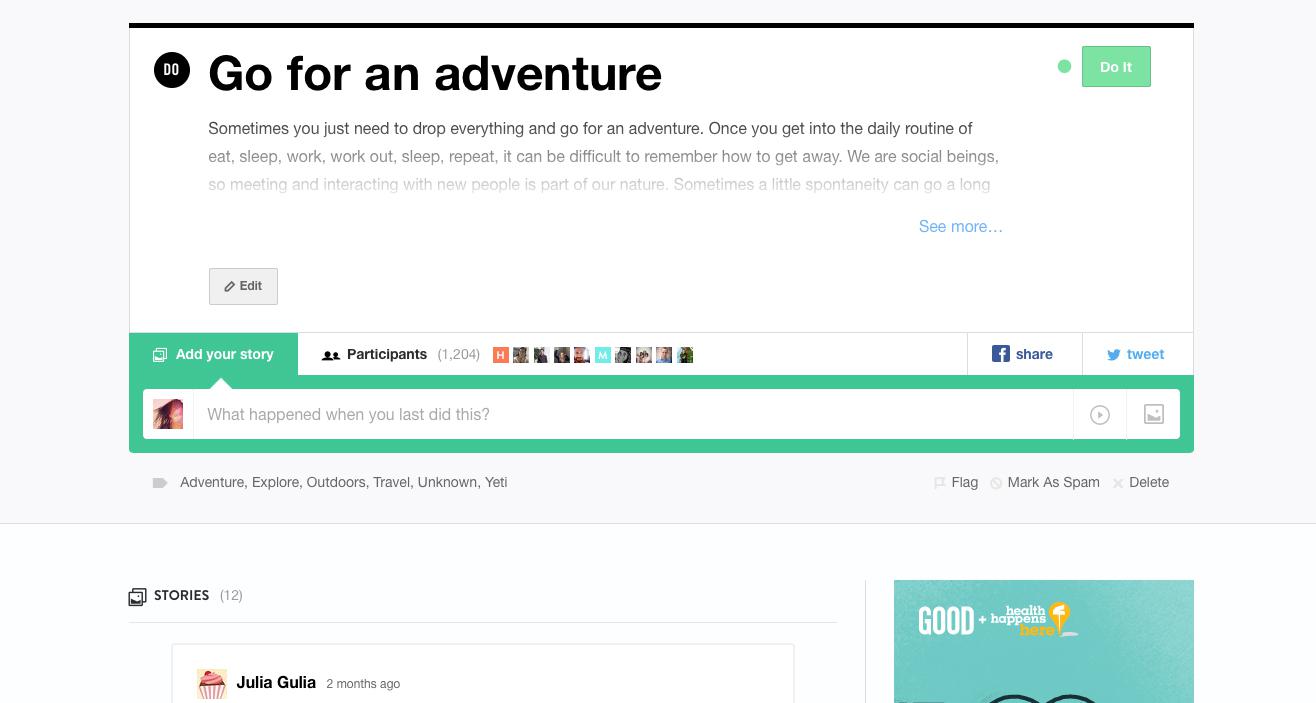 DO
Go for an adventure
Do It
Sometimes you just need to drop everything and go for an adventure. Once you get into the daily routine of
eat, sleep, work, work out, sleep, repeat, it can be difficult to remember how to get away. We are social beings,
so meeting and interacting with new people is part of our nature. Sometimes a little spontaneity can go a long
See more...
Edit
Add your story
Participants (1,204)
H
M
share
tweet
What happened when you last did this?
Adventure, Explore, Outdoors, Travel, Unknown, Yeti
Flag
Mark As Spam
Delete
STORIES (12)
GOOD + health
happens
here
Julia Gulia 2 months ago